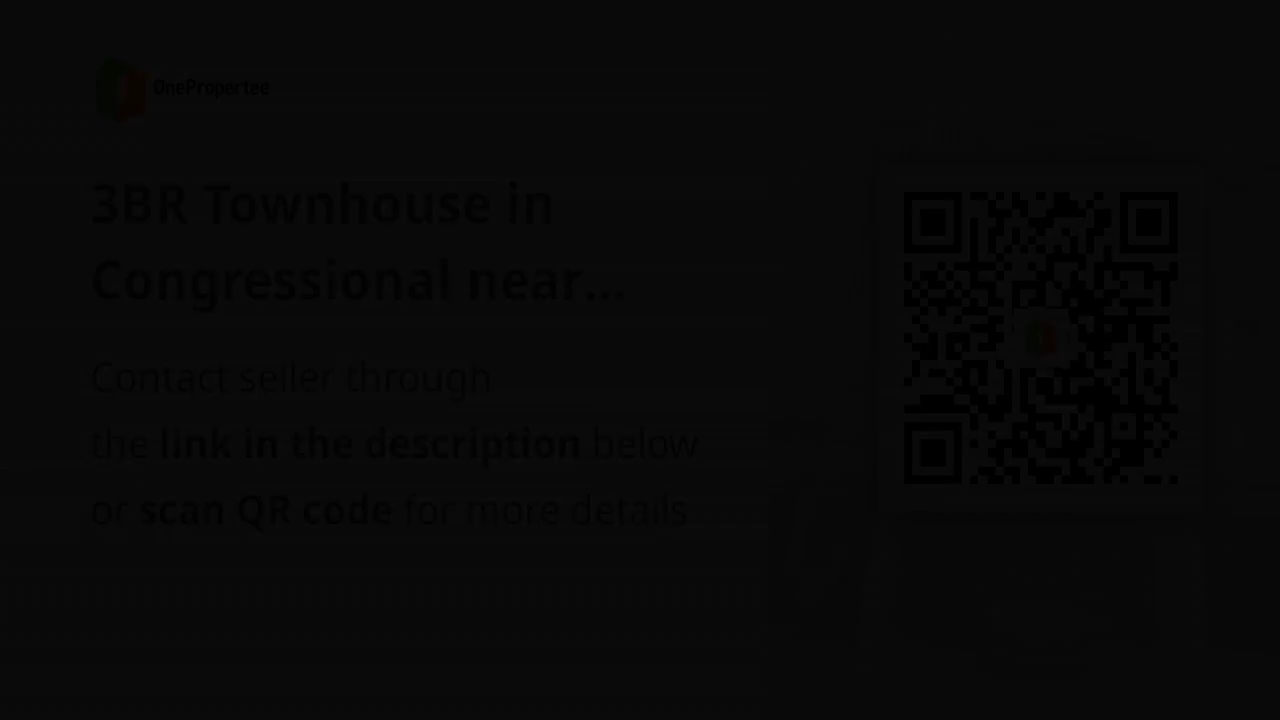 OnePropertee
3BR Townhouse in
Congressional near...
Contact seller through
the link in the description below
or scan QR code for more details